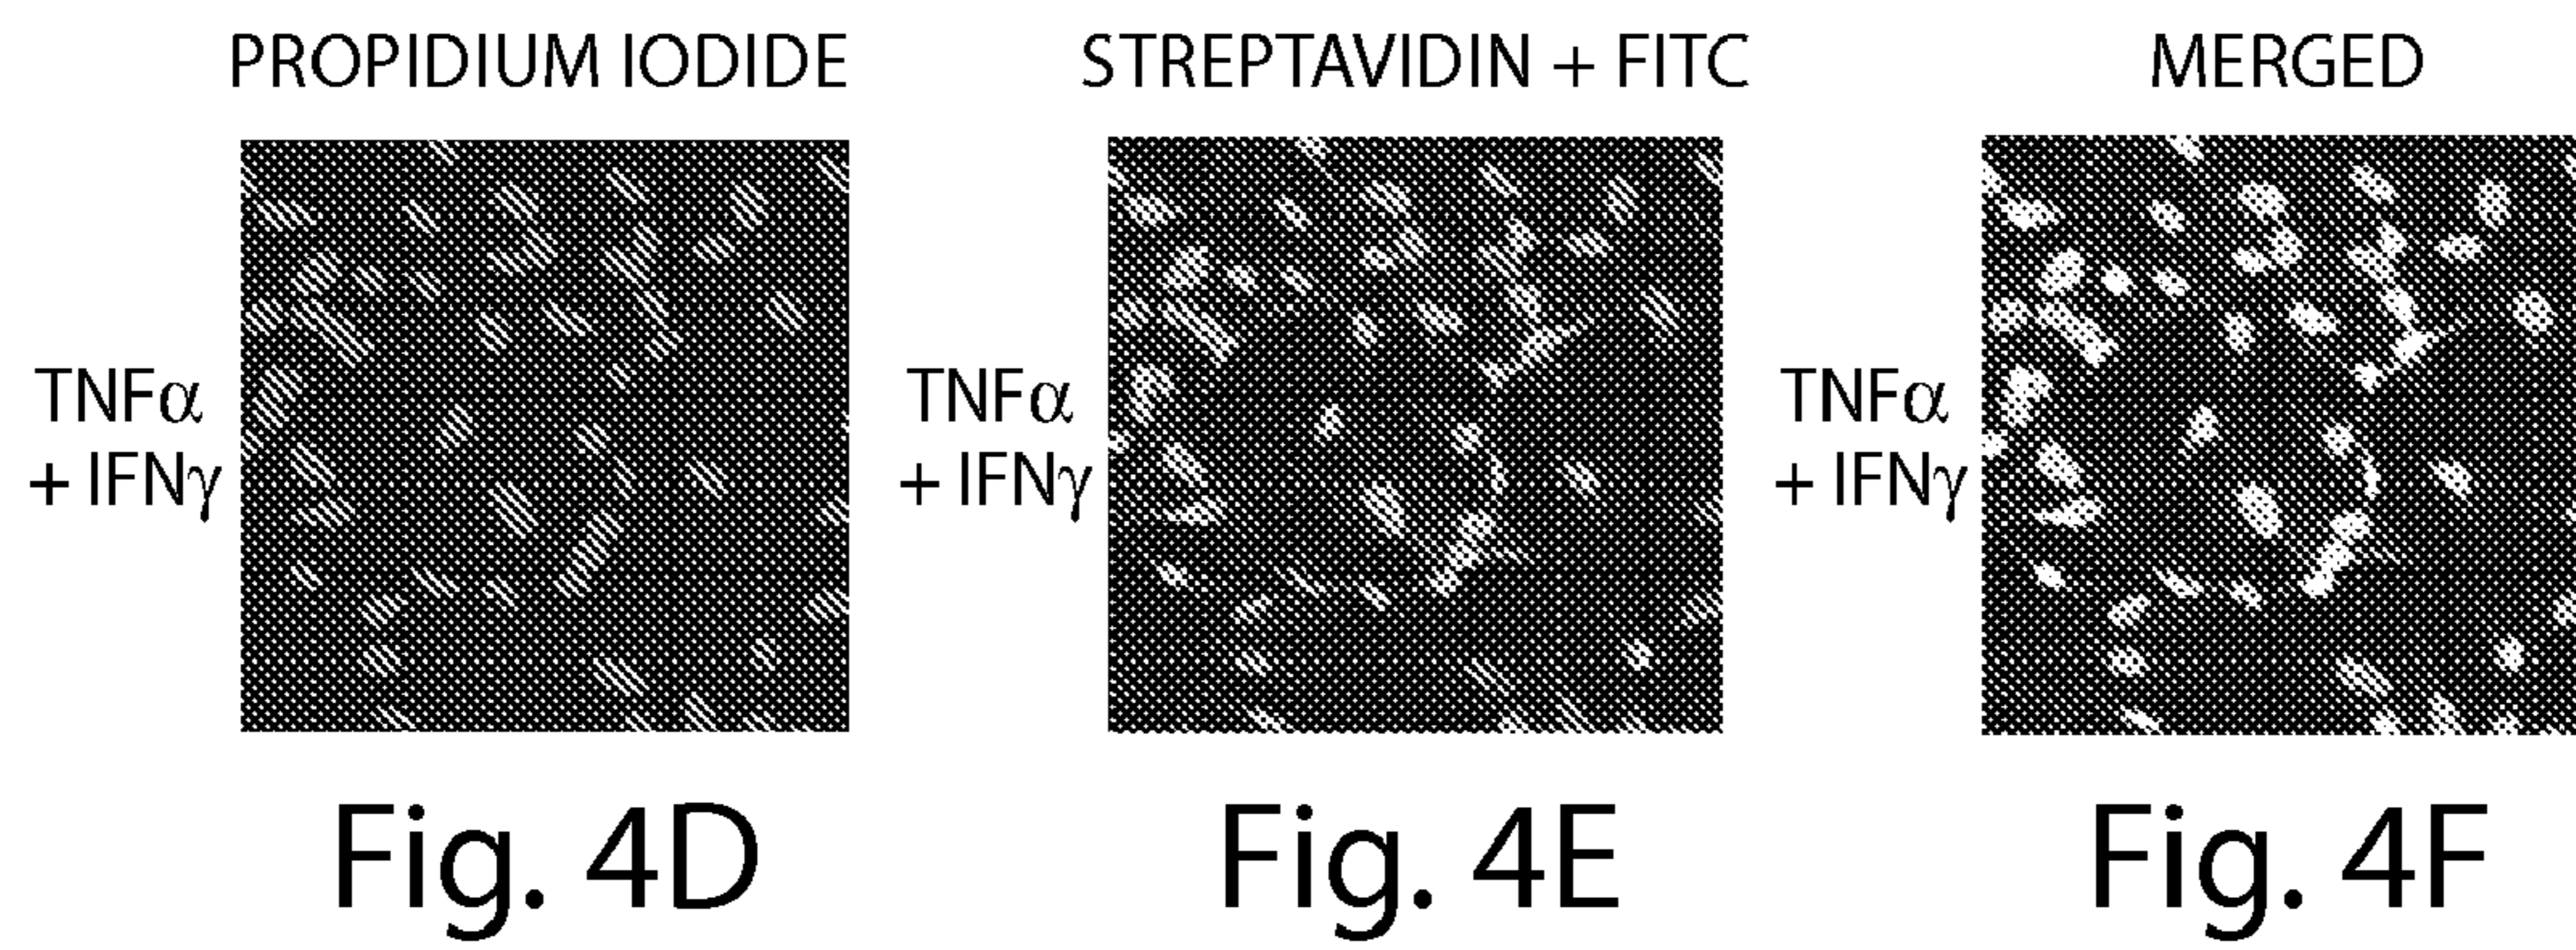 PROPIDIUM IODIDE
STREPTAVIDIN + FITC
MERGED
TNFα
+ IFNγ
TNFα
+ IFNγ
TNFα
+ IFNγ
Fig. 4D
Fig. 4E
Fig. 4F